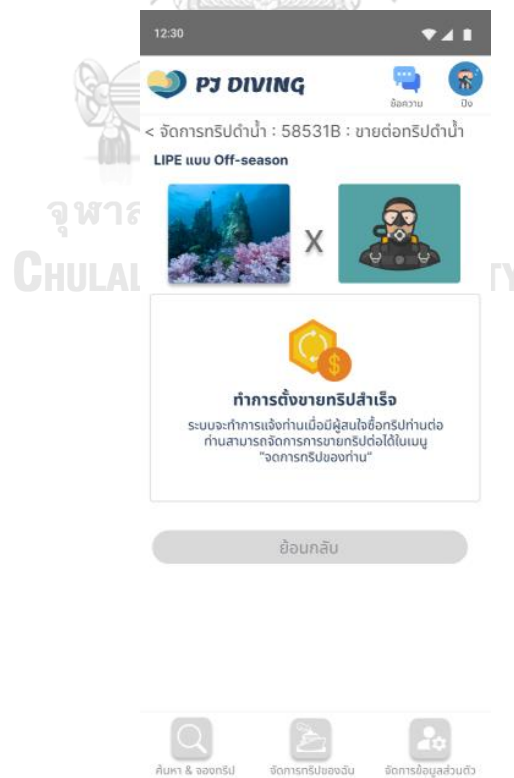 12:30
PJ DIVING
ข้อความ
ปิง
< จัดการทริปดำน้ำ : 58531B : ขายต่อทริปดำน้ำ
LIPE แบบ Off-season
X
จุฬาล
CHULAL
TY
$
ทำการตั้งขายทริปสำเร็จ
ระบบจะทำการแจ้งท่านเมื่อมีผู้สนใจซื้อทริปท่านต่อ
ท่านสามารถจัดการการขายทริปต่อได้ในเมนู
"จดการทริปของท่าน"
ย้อนกลับ
ค้นหา & จองทริป
จัดการทริปของฉัน
จัดการข้อมูลส่วนตัว